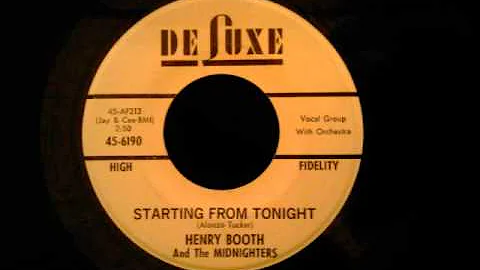 DE LUXE
45-AF213
(Jay & Cee-BMI)
2:50
45-6190
Vocal Group
With Orchestra
HIGH
FIDELITY
STARTING FROM TONIGHT
(Alonzo Tucker)
HENRY BOOTH
And The MIDNIGHTERS